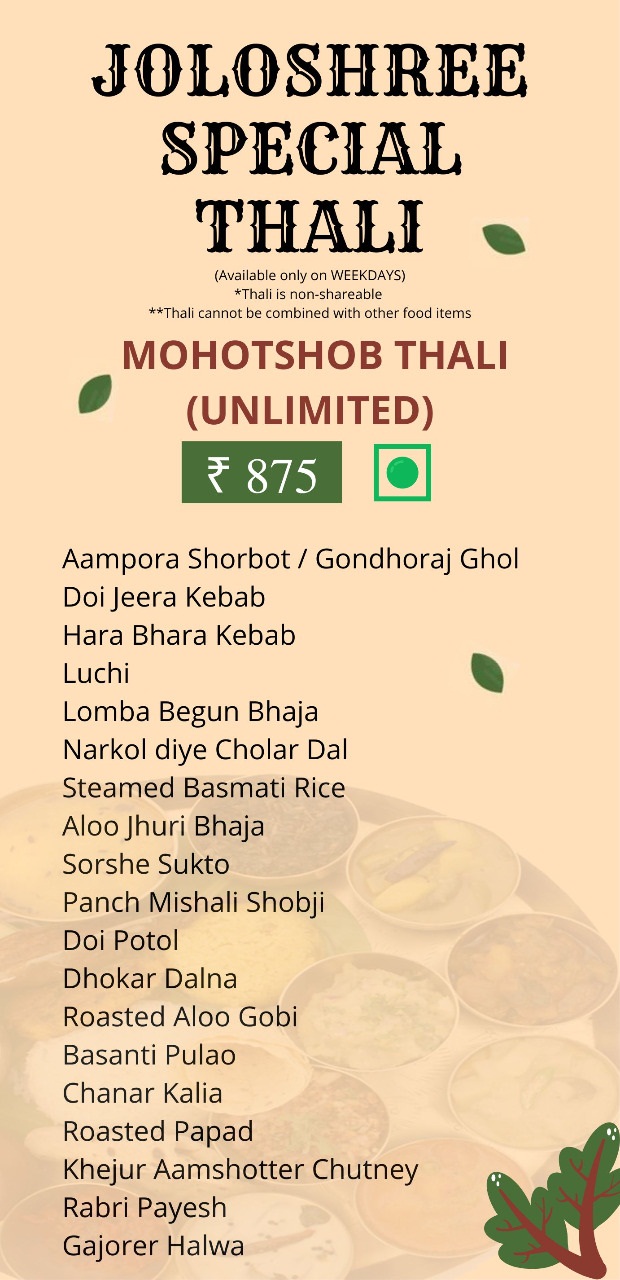 JOLOSHREE
SPECIAL
THALI
(Available only on WEEKDAYS)
*Thali is non-shareable
**Thali cannot be combined with other food items
MOHOTSHOB THALI
(UNLIMITED)
₹ 875
Aampora Shorbot / Gondhoraj Ghol
Doi Jeera Kebab
Hara Bhara Kebab
Luchi
Lomba Begun Bhaja
Narkol diye Cholar Dal
Steamed Basmati Rice
Aloo Jhuri Bhaja
Sorshe Sukto
Panch Mishali Shobji
Doi Potol
Dhokar Dalna
Roasted Aloo Gobi
Basanti Pulao
Chanar Kalia
Roasted Papad
Khejur Aamshotter Chutney
Rabri Payesh
Gajorer Halwa